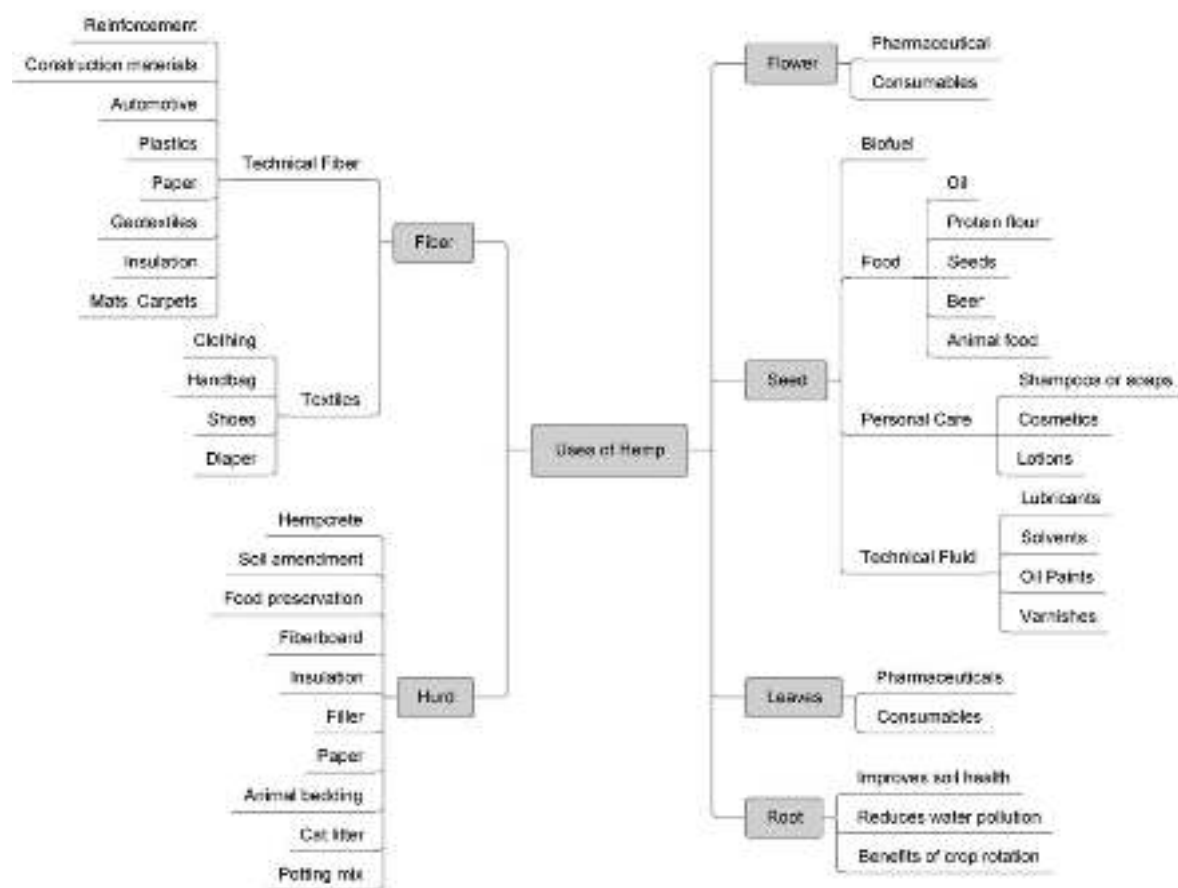 Reinforcement
Construction materials
Automotive
Plastics
Paper
Geotextiles
Insulation
Mats Carpets
Technical Fiber
Clothing
Handbag
Shoes
Diaper
Textiles
Fiber
Hempcrete
Soil amendment
Food preservation
Fiberboard
Insulation
Filler
Paper
Animal bedding
Cat litter
Potting mix
Hurd
Uses of Hemp
Flower
Pharmaceutical
Consumables
Seed
Biofuel
Food
Oil
Protein flour
Seeds
Beer
Animal food
Personal Care
Shampoos or soaps
Cosmetics
Lotions
Technical Fluid
Lubricants
Solvents
Oil Paints
Varnishes
Leaves
Pharmaceuticals
Consumables
Root
Improves soil health
Reduces water pollution
Benefits of crop rotation